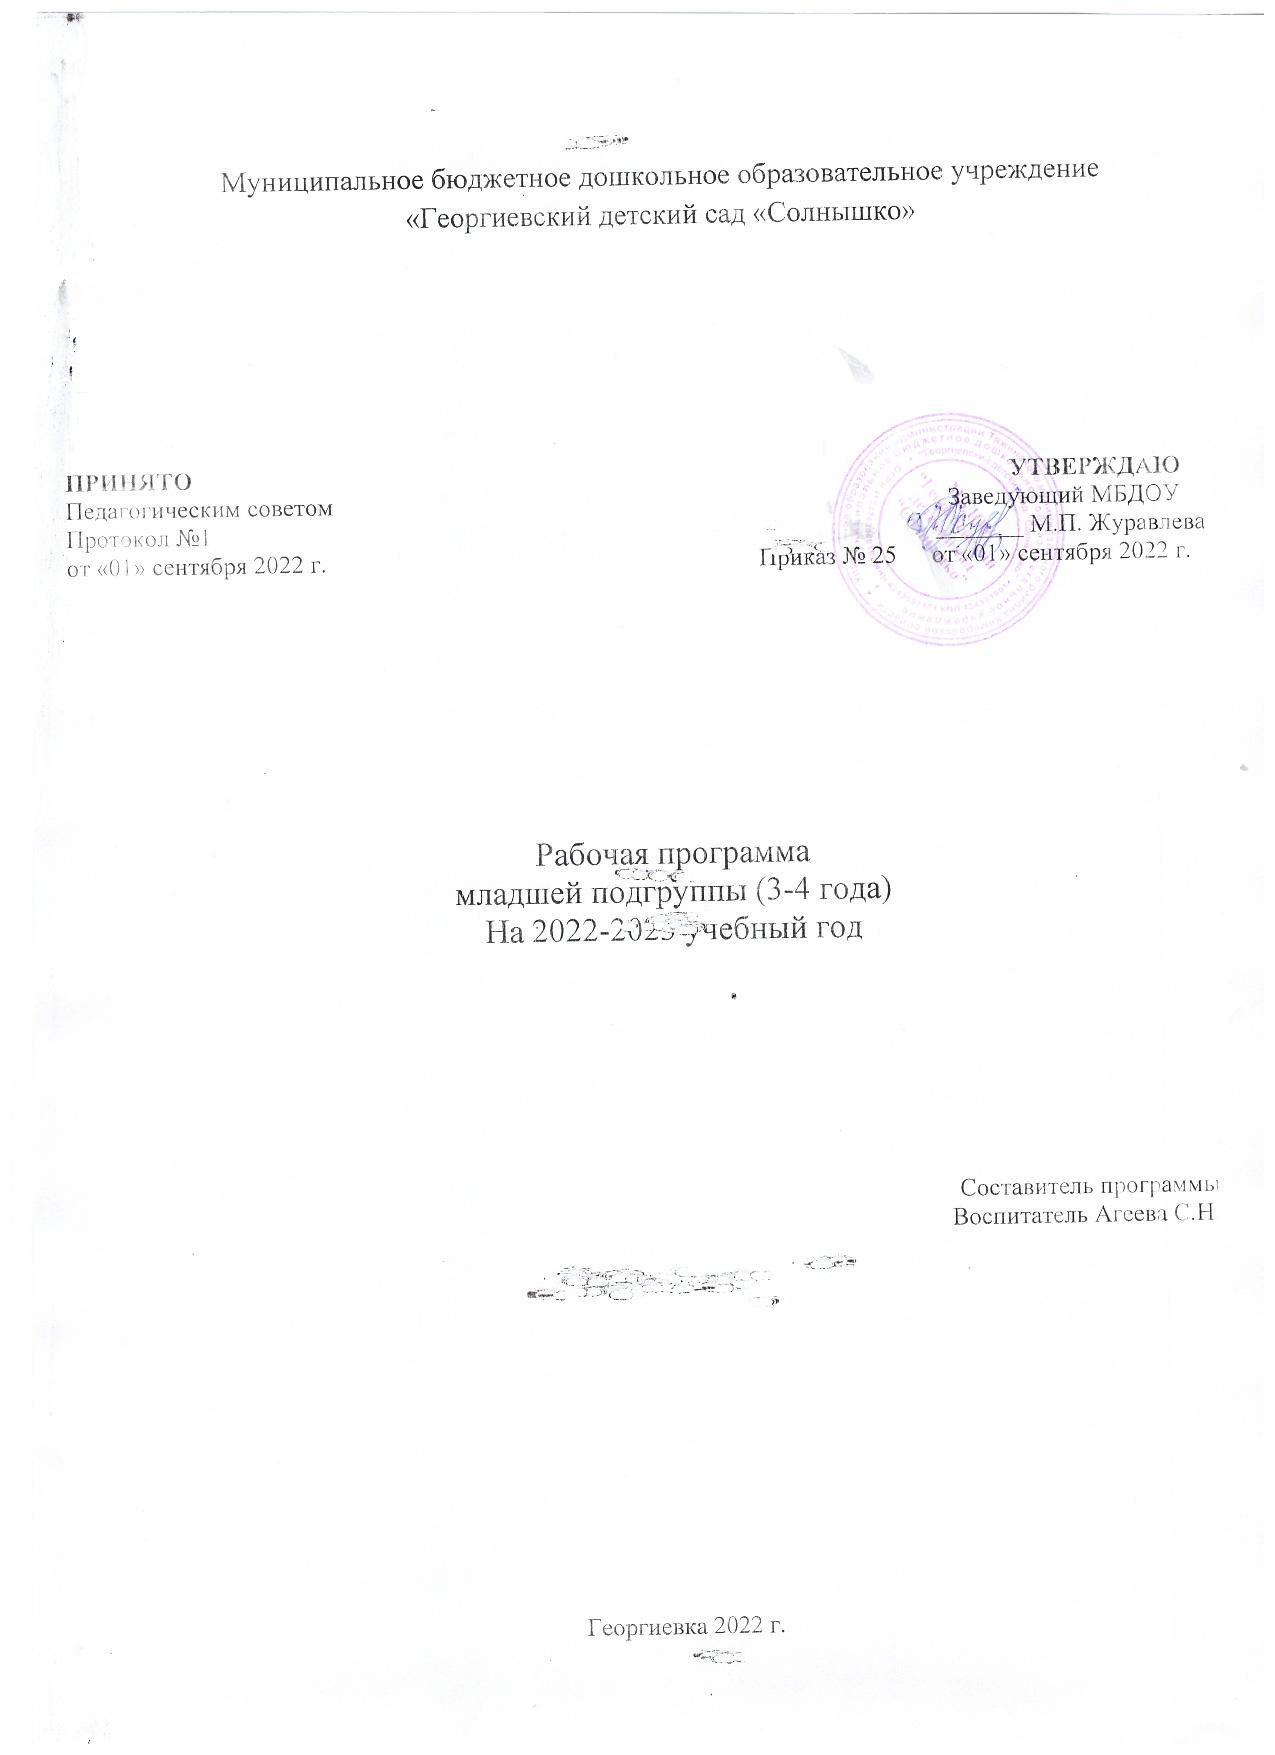 Муниципальное бюджетное дошкольное образовательное учреждение
«Георгиевский детский сад «Солнышко»
ПРИНЯТО
Педагогическим советом
Протокол №1
от «01» сентября 2022 г.
УТВЕРЖДАЮ
Заведующий МБДОУ
_______ М.П. Журавлева
Приказ № 25 от «01» сентября 2022 г.
Рабочая программа
младшей подгруппы (3-4 года)
На 2022-2023 учебный год
Составитель программы
Воспитатель Агеева С.Н
Георгиевка 2022 г.